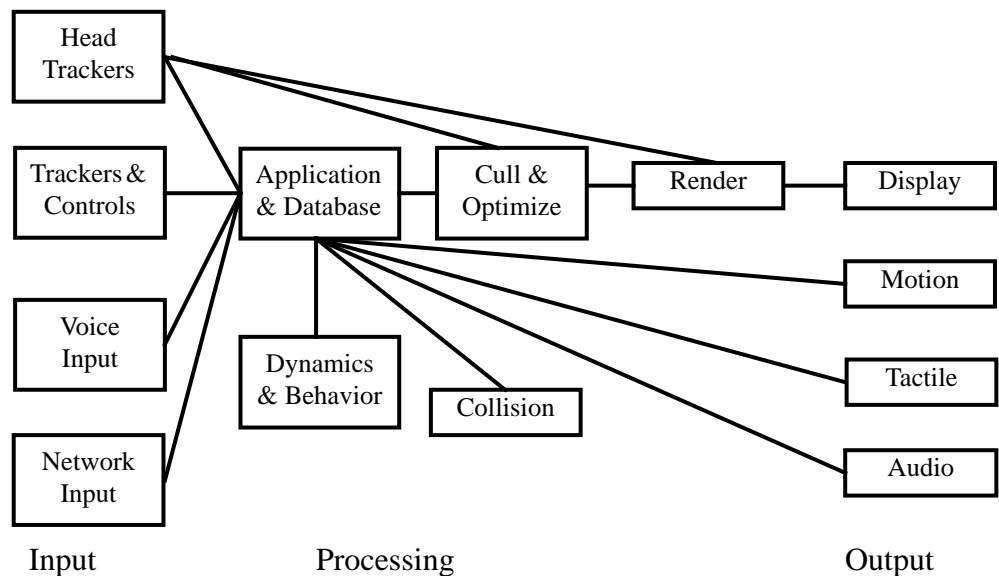 Head
Trackers
Trackers & Controls
Application
& Database
Cull &
Optimize
Render
Display
Motion
Voice
Input
Dynamics
& Behavior
Collision
Tactile
Network
Input
Audio
Input
Processing
Output